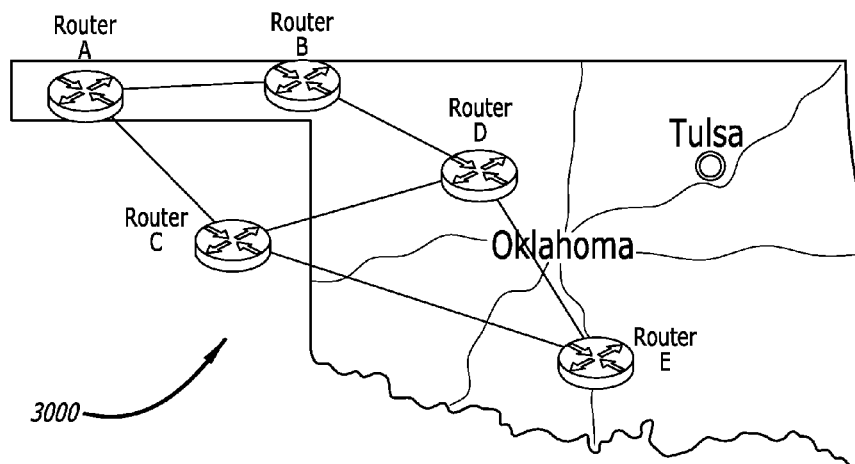 Router
A
Router
B
Router
D
Tulsa
Router
C
Oklahoma
Router
E
3000